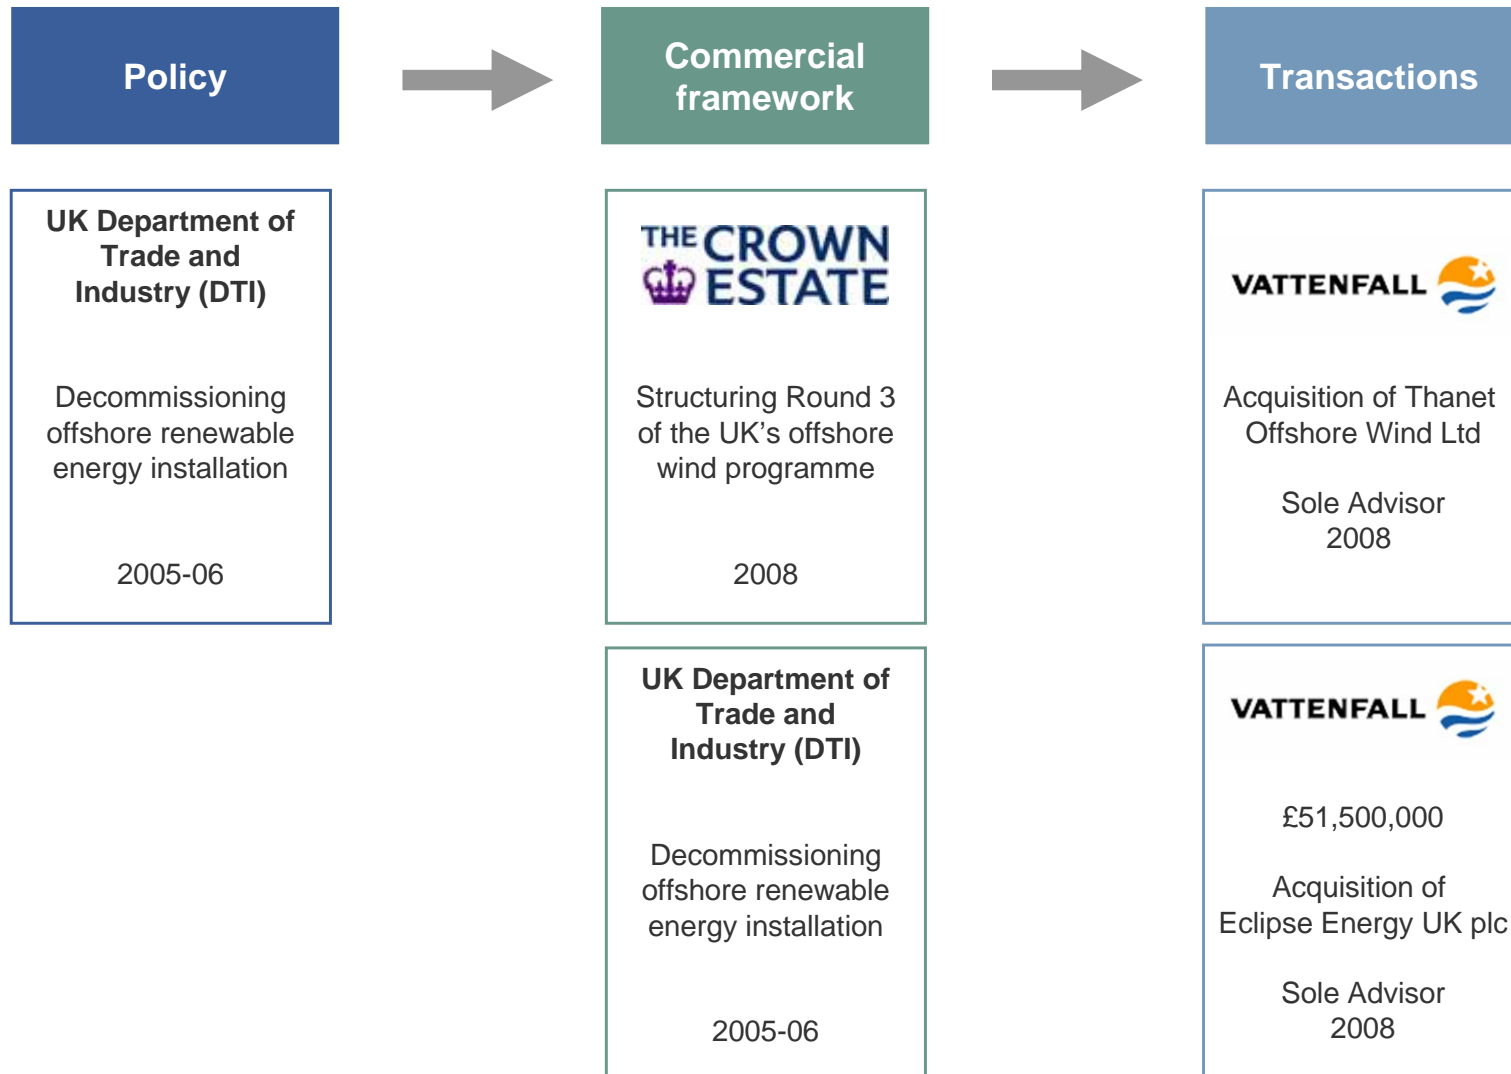 Policy
Commercial
framework
Transactions
UK Department of
Trade and
Industry (DTI)
Decommissioning
offshore renewable
energy installation
2005-06
THE CROWN
ESTATE
Structuring Round 3
of the UK’s offshore
wind programme
2008
UK Department of
Trade and
Industry (DTI)
Decommissioning
offshore renewable
energy installation
2005-06
VATTENFALL
Acquisition of Thanet
Offshore Wind Ltd
Sole Advisor
2008
VATTENFALL
£51,500,000
Acquisition of
Eclipse Energy UK plc
Sole Advisor
2008